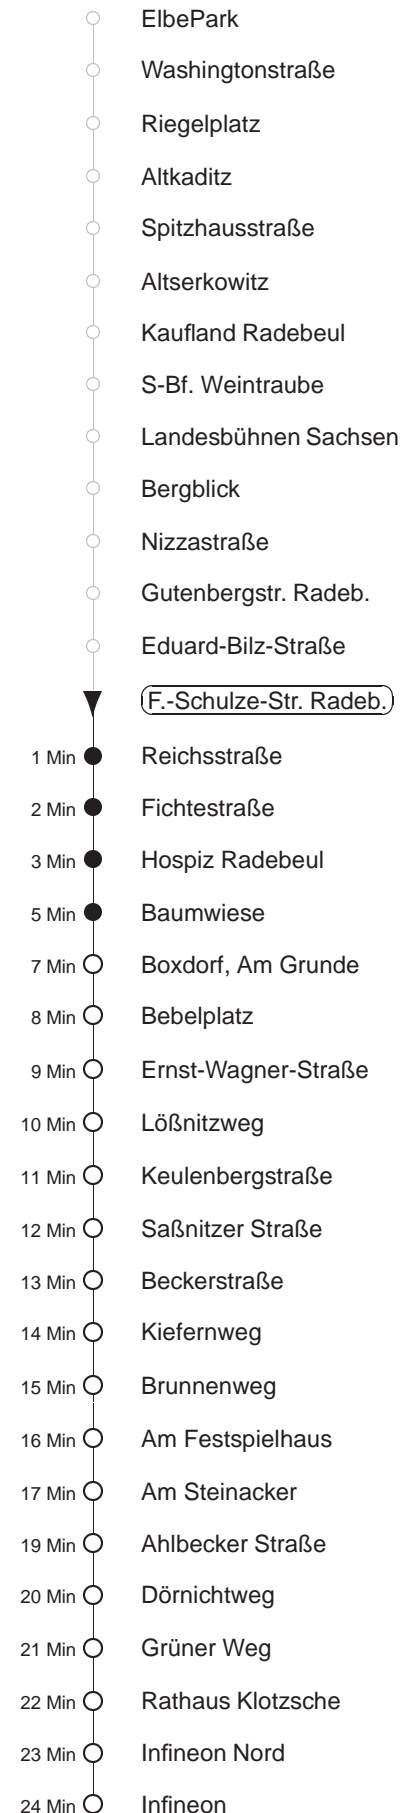 ElbePark
Washingtonstraße
Riegelplatz
Altkaditz
Spitzhausstraße
Altserkowitz
Kaufland Radebeul
S-Bf. Weintraube
Landesbühnen Sachsen
Bergblick
Nizzastraße
Gutenbergstr. Radeb.
Eduard-Bilz-Straße
F.-Schulze-Str. Radeb.
1 Min Reichsstraße
2 Min Fichtestraße
3 Min Hospiz Radebeul
5 Min Baumwiese
7 Min Boxdorf, Am Grunde
8 Min Bebelplatz
9 Min Ernst-Wagner-Straße
10 Min Lößnitzweg
11 Min Keulenbergstraße
12 Min Saßnitzer Straße
13 Min Beckerstraße
14 Min Kiefernweg
15 Min Brunnenweg
16 Min Am Festspielhaus
17 Min Am Steinacker
19 Min Ahlbecker Straße
20 Min Dörnichtweg
21 Min Grüner Weg
22 Min Rathaus Klotzsche
23 Min Infineon Nord
24 Min Infineon